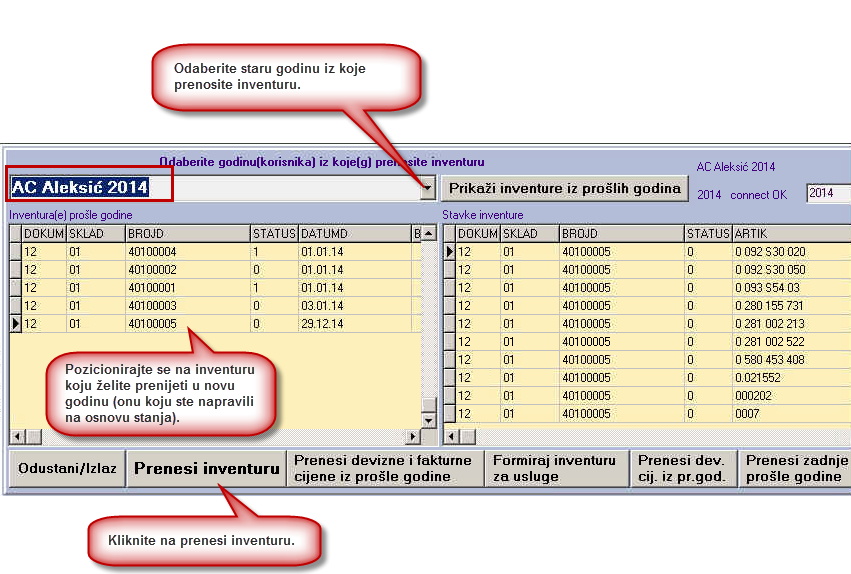 Odaberite staru godinu iz koje
prenosite inventuru.
Odaberite godinu(korisnika) iz koje(g) prenosite inventuru
AC Aleksić 2014
AC Aleksić 2014
Prikaži inventure iz prošlih godina
2014 connect OK
2014
Inventura(e) prošle godine
Stavke inventure
DOKUM SKLAD BROJD STATUS DATUMD B
12 01 40100004 1 01.01.14
12 01 40100002 0 01.01.14
12 01 40100001 1 01.01.14
12 01 40100003 0 03.01.14
12 01 40100005 0 29.12.14
DOKUM SKLAD BROJD STATUS ARTIK
12 01 40100005 0 0 092 S30 020
12 01 40100005 0 0 092 S30 050
12 01 40100005 0 0 093 S54 03
12 01 40100005 0 0 280 155 731
12 01 40100005 0 0 281 002 213
12 01 40100005 0 0 281 002 522
12 01 40100005 0 0 580 453 408
12 01 40100005 0 0.021552
12 01 40100005 0 000202
12 01 40100005 0 0007
Pozicionirajte se na inventuru
koju želite prenijeti u novu
godinu (onu koju ste napravili
na osnovu stanja).
Odustani/Izlaz
Prenesi inventuru
Prenesi devizne i fakturne
cijene iz prošle godine
Formiraj inventuru
za usluge
Prenesi dev.
cij. iz pr.god.
Prenesi zadnje
prošle godine
Kliknite na prenesi inventuru.